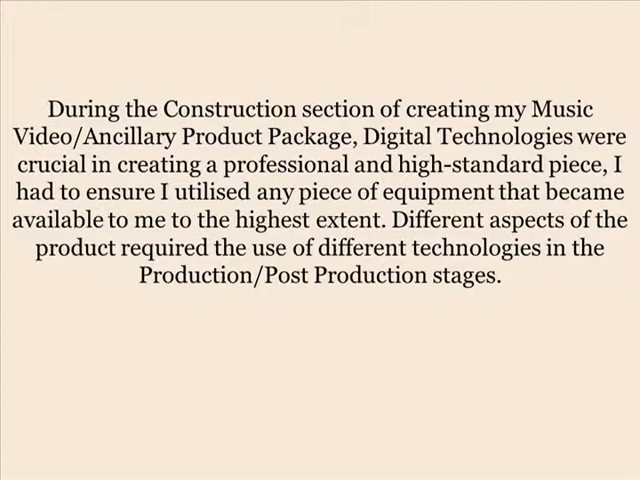 During the Construction section of creating my Music
Video/Ancillary Product Package, Digital Technologies were
crucial in creating a professional and high-standard piece, I
had to ensure I utilised any piece of equipment that became
available to me to the highest extent. Different aspects of the
product required the use of different technologies in the
Production/Post Production stages.